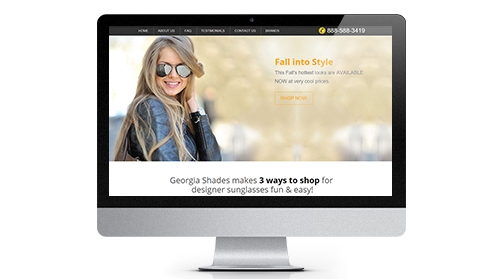 HOME ABOUT US FAQ TESTIMONIALS CONTACT US BRANDS 888-588-3419
Fall into Style
This Fall's hottest looks are AVAILABLE
NOW at very cool prices.
SHOP NOW
Georgia Shades makes 3 ways to shop for
designer sunglasses fun & easy!